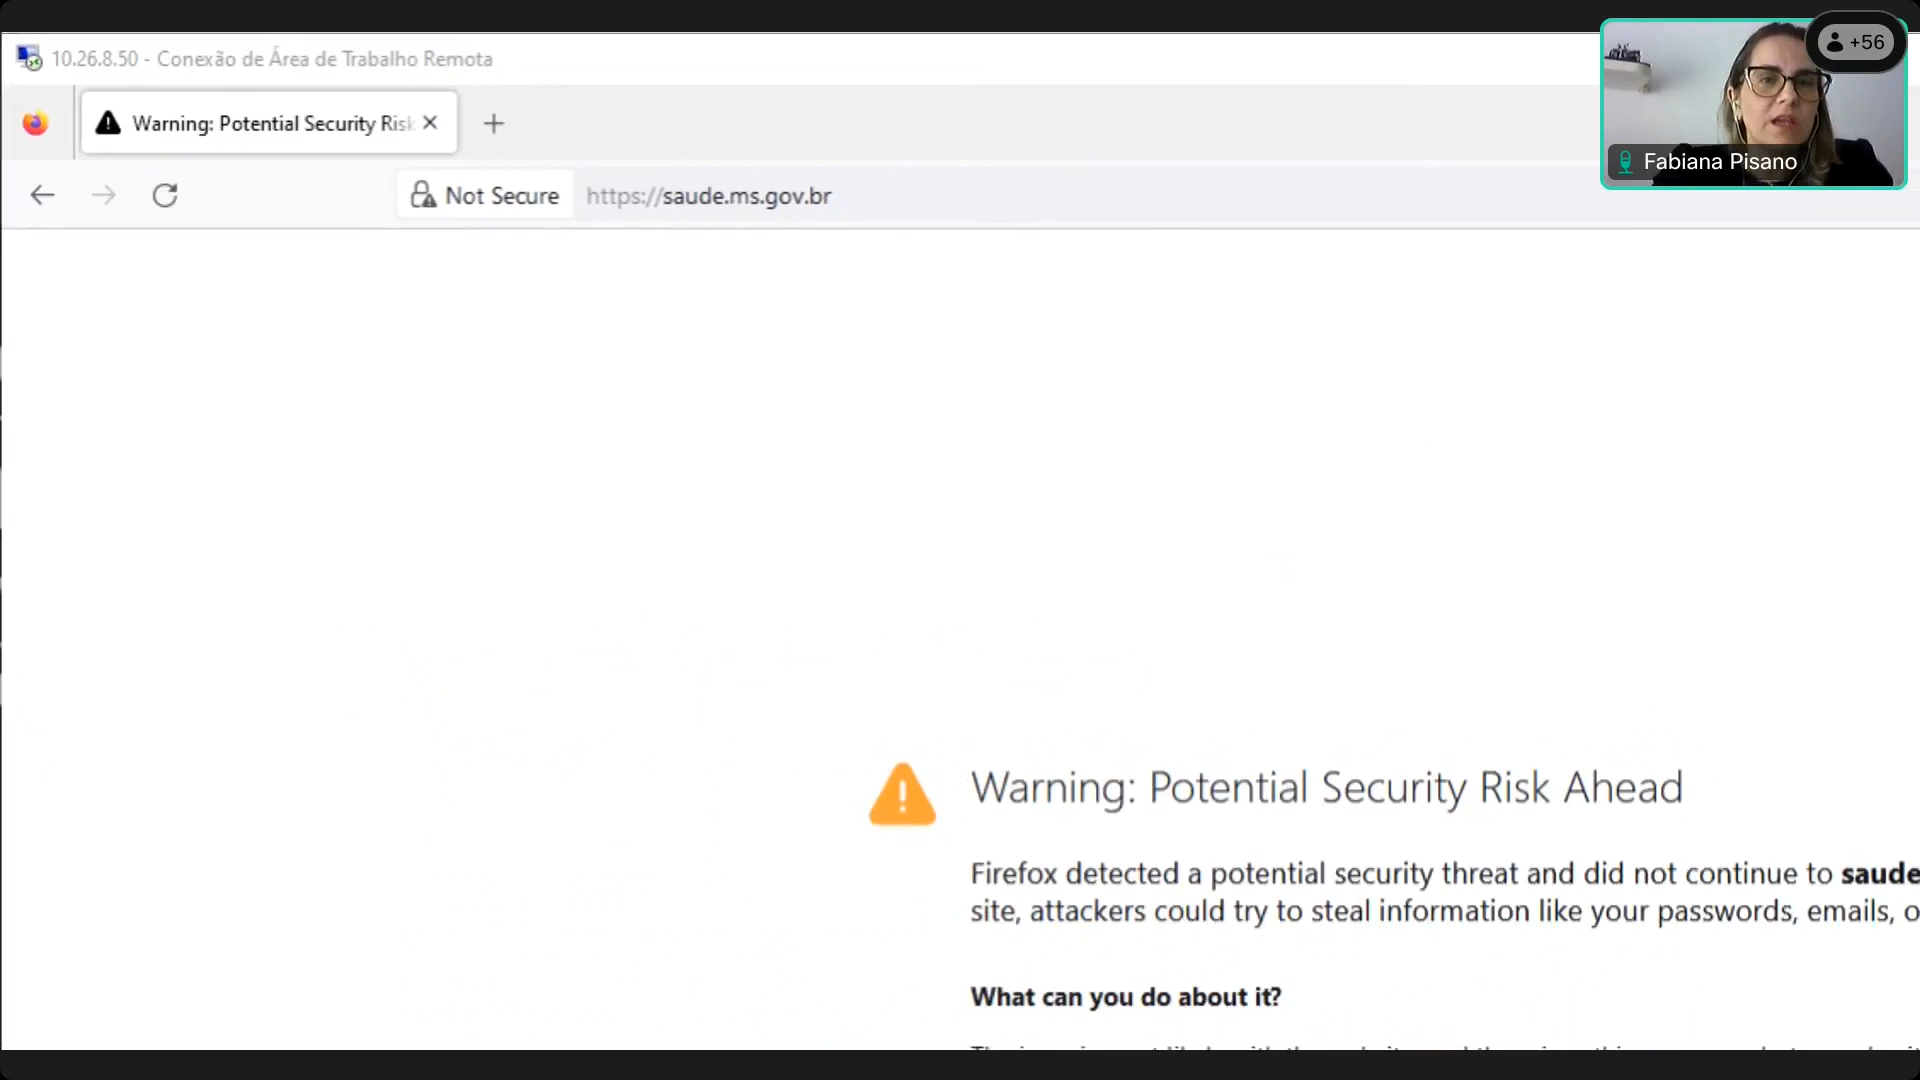 10.26.8.50 - Conexão de Área de Trabalho Remota
+56
Warning: Potential Security Risk
Fabiana Pisano
Not Secure
https://saude.ms.gov.br
Warning: Potential Security Risk Ahead
Firefox detected a potential security threat and did not continue to saude
site, attackers could try to steal information like your passwords, emails, o
What can you do about it?